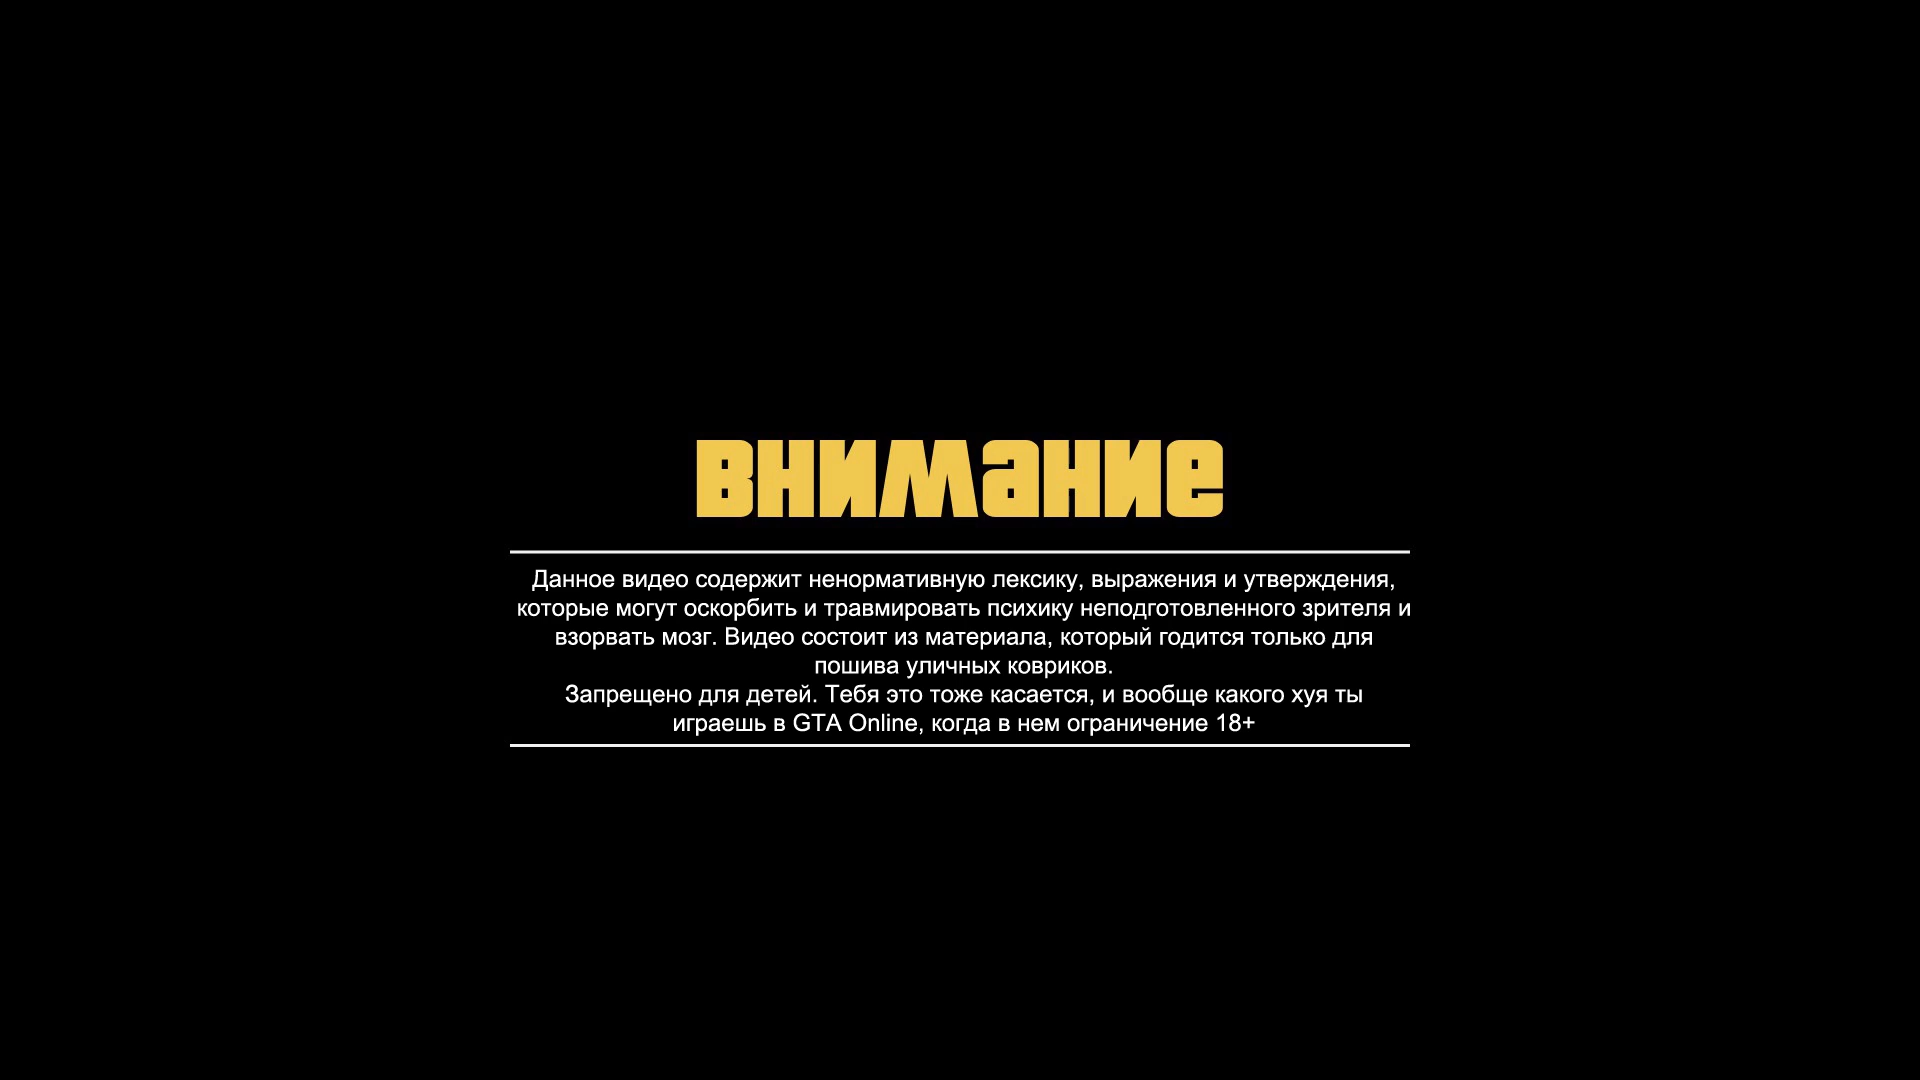 внимание
Данное видео содержит ненормативную лексику, выражения и утверждения,
которые могут оскорбить и травмировать психику неподготовленного зрителя и
взорвать мозг. Видео состоит из материала, который годится только для
пошива уличных ковриков.
Запрещено для детей. Тебя это тоже касается, и вообще какого хуя ты
играешь в GTA Online, когда в нем ограничение 18+